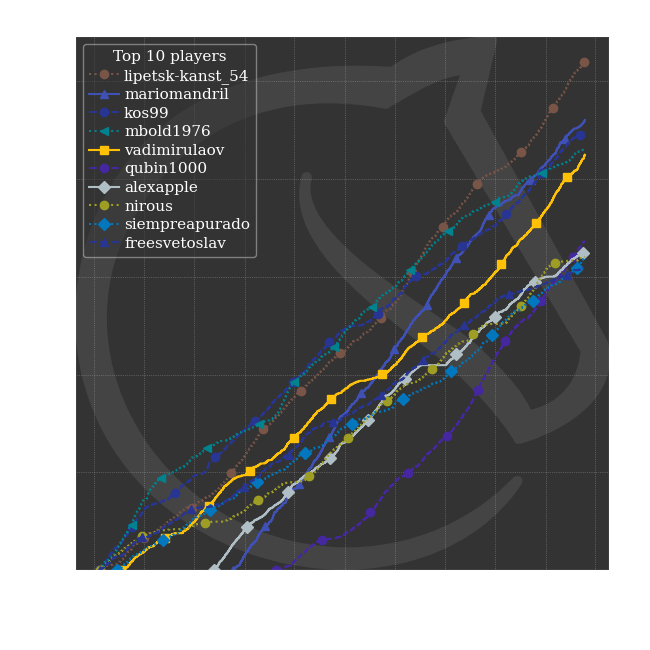 Top 10 players
lipetsk-kanst_54
mariomandril
kos99
mbold1976
vadimirulaov
qubin1000
alexapple
nirous
siempreapurado
freesvetoslav